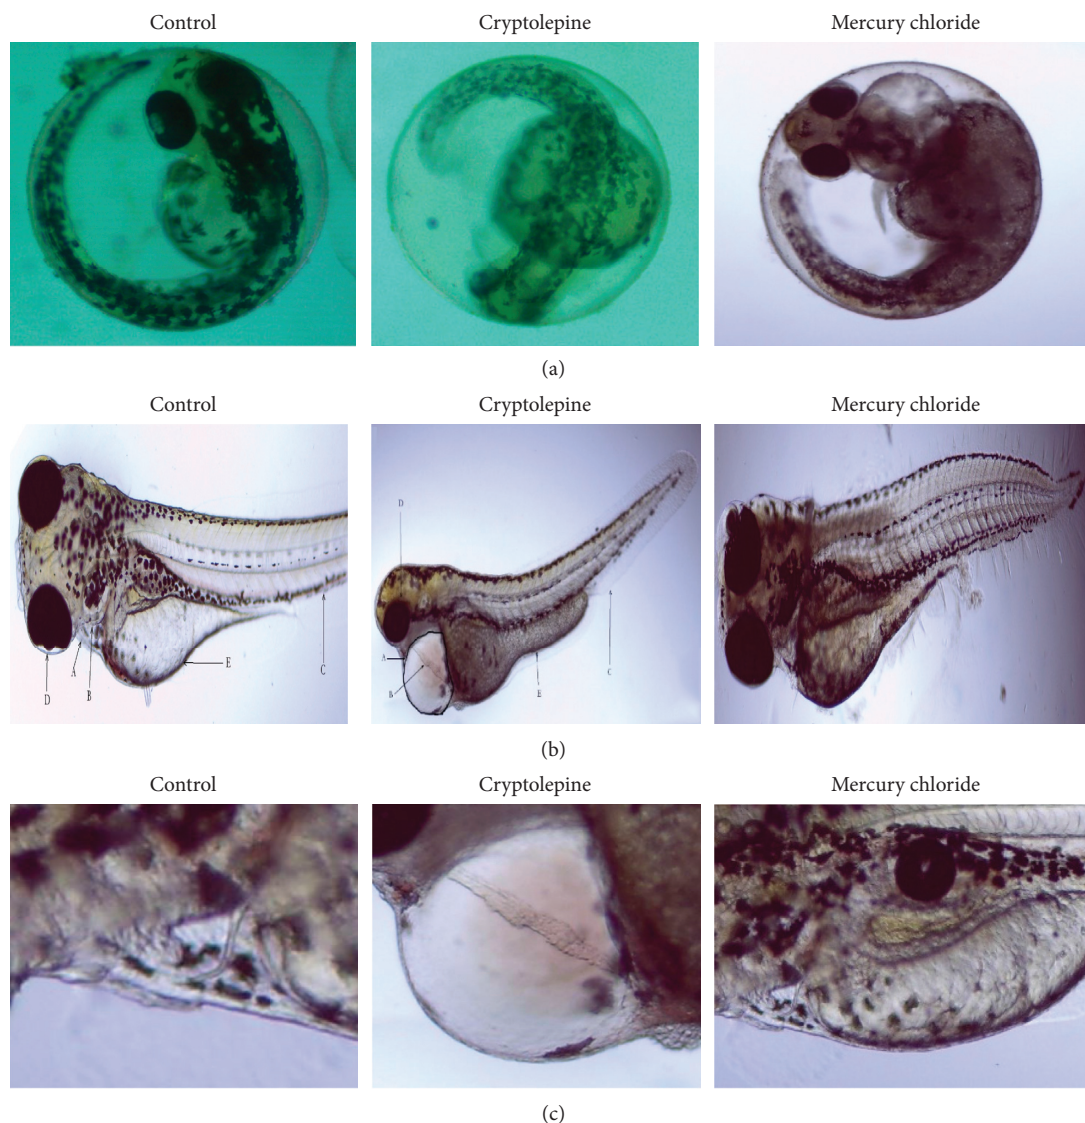 Control Cryptolepine Mercury chloride
(a)
Control Cryptolepine Mercury chloride
D A B E C
D A B E C
(b)
Control Cryptolepine Mercury chloride
(c)